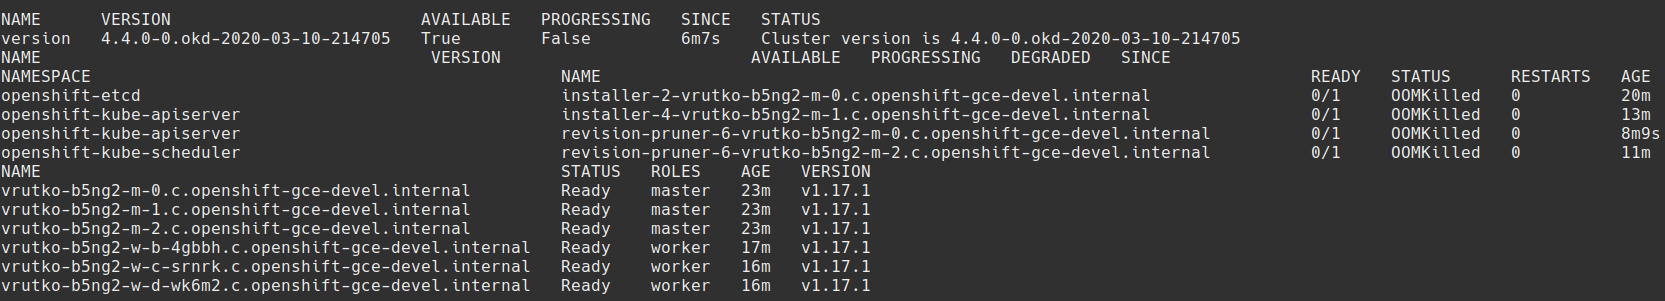 NAME      VERSION                         AVAILABLE   PROGRESSING   SINCE   STATUS
version   4.4.0-0.okd-2020-03-10-214705   True        False         6m7s    Cluster version is 4.4.0-0.okd-2020-03-10-214705
NAME                                       VERSION                         AVAILABLE   PROGRESSING   DEGRADED   SINCE
NAMESPACE                                               NAME                                                                       READY   STATUS      RESTARTS   AGE
openshift-etcd                                          installer-2-vrutko-b5ng2-m-0.c.openshift-gce-devel.internal                0/1     OOMKilled   0          20m
openshift-kube-apiserver                                installer-4-vrutko-b5ng2-m-1.c.openshift-gce-devel.internal                0/1     OOMKilled   0          13m
openshift-kube-apiserver                                revision-pruner-6-vrutko-b5ng2-m-0.c.openshift-gce-devel.internal          0/1     OOMKilled   0          8m9s
openshift-kube-scheduler                                revision-pruner-6-vrutko-b5ng2-m-2.c.openshift-gce-devel.internal          0/1     OOMKilled   0          11m
NAME                                                    STATUS   ROLES    AGE   VERSION
vrutko-b5ng2-m-0.c.openshift-gce-devel.internal         Ready    master   23m   v1.17.1
vrutko-b5ng2-m-1.c.openshift-gce-devel.internal         Ready    master   23m   v1.17.1
vrutko-b5ng2-m-2.c.openshift-gce-devel.internal         Ready    master   23m   v1.17.1
vrutko-b5ng2-w-b-4gbbh.c.openshift-gce-devel.internal   Ready    worker   17m   v1.17.1
vrutko-b5ng2-w-c-srnrk.c.openshift-gce-devel.internal   Ready    worker   16m   v1.17.1
vrutko-b5ng2-w-d-wk6m2.c.openshift-gce-devel.internal   Ready    worker   16m   v1.17.1